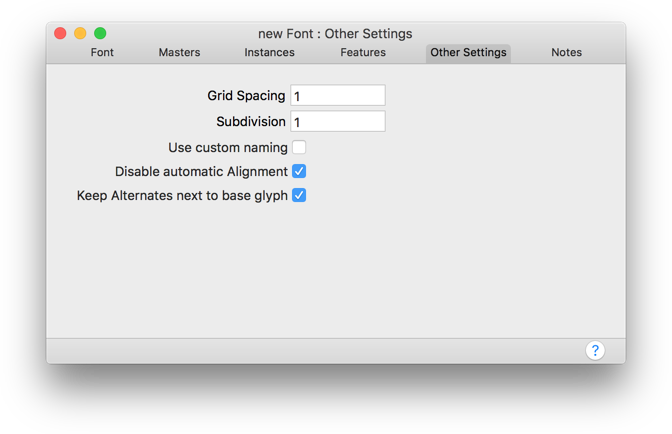 new Font : Other Settings
Font Masters Instances Features Other Settings Notes
Grid Spacing 1
Subdivision 1
Use custom naming
Disable automatic Alignment
Keep Alternates next to base glyph
?